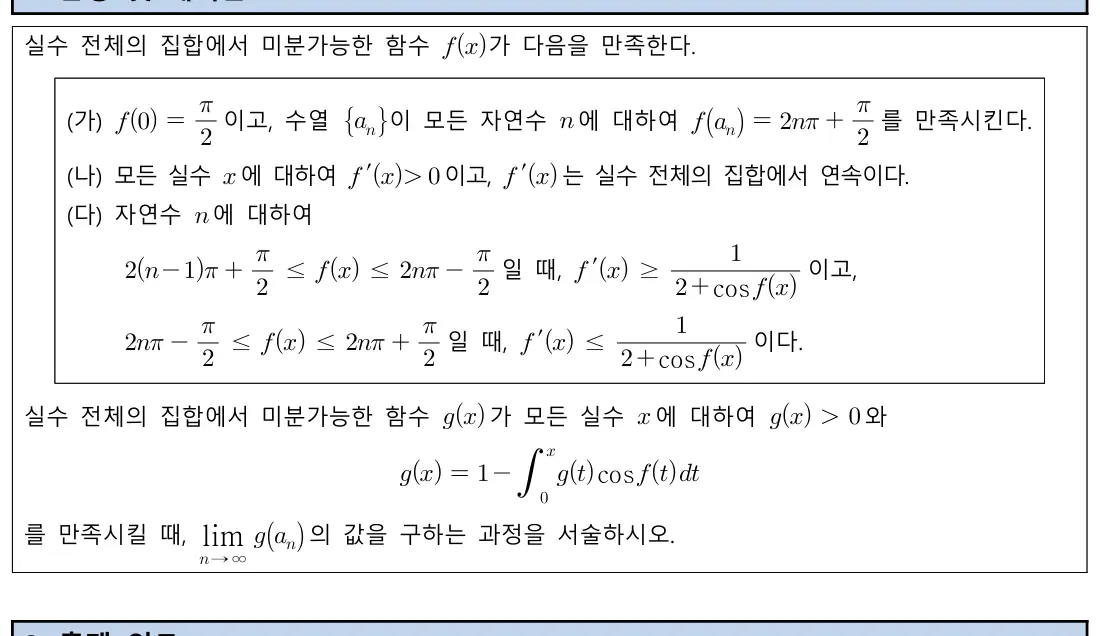 실수 전체의 집합에서 미분가능한 함수 f(x)가 다음을 만족한다.
(가) f(0) = π/2 이고, 수열 {aₙ}이 모든 자연수 n에 대하여 f(aₙ) = 2nπ + π/2 를 만족시킨다.
(나) 모든 실수 x에 대하여 f′(x) > 0이고, f′(x)는 실수 전체의 집합에서 연속이다.
(다) 자연수 n에 대하여
2(n−1)π + π/2 ≤ f(x) ≤ 2nπ − π/2 일 때, f′(x) ≥ 1/(2+cos f(x)) 이고,
2nπ − π/2 ≤ f(x) ≤ 2nπ + π/2 일 때, f′(x) ≤ 1/(2+cos f(x)) 이다.
실수 전체의 집합에서 미분가능한 함수 g(x)가 모든 실수 x에 대하여 g(x) > 0와
g(x) = 1 − ∫₀ˣ g(t)cos f(t)dt
를 만족시킬 때, lim n→∞ g(aₙ)의 값을 구하는 과정을 서술하시오.